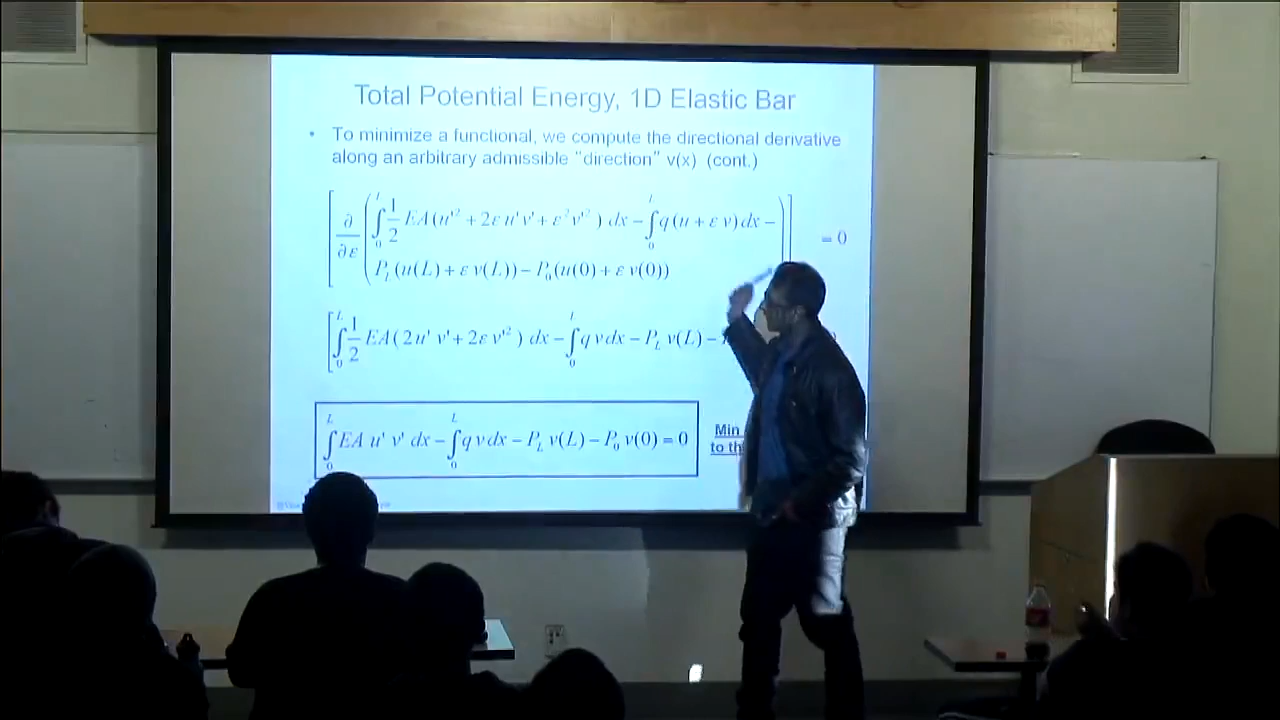 Total Potential Energy, 1D Elastic Bar
• To minimize a functional, we compute the directional derivative
along an arbitrary admissible "direction" v(x) (cont.)
[∂/∂ε (∫₀ᴸ 1/2 EA(u'² + 2ε u'v' + ε²v'²) dx − ∫₀ᴸ q(u + ε v) dx −
P_L(u(L) + ε v(L)) − P₀(u(0) + ε v(0)))] = 0
[∫₀ᴸ 1/2 EA(2u' v' + 2ε v'²) dx − ∫₀ᴸ q v dx − P_L v(L) −
∫₀ᴸ EA u' v' dx − ∫₀ᴸ q v dx − P_L v(L) − P₀ v(0) = 0
Min
to th